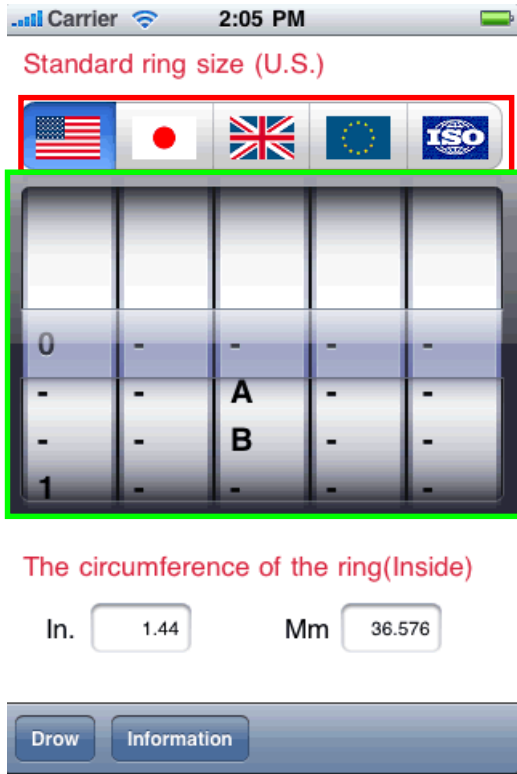 Carrier 2:05 PM
Standard ring size (U.S.)
ISO
0 - - - -
- - A - -
- - B - -
1 - - - -
The circumference of the ring(Inside)
In. 1.44 Mm 36.576
Drow Information